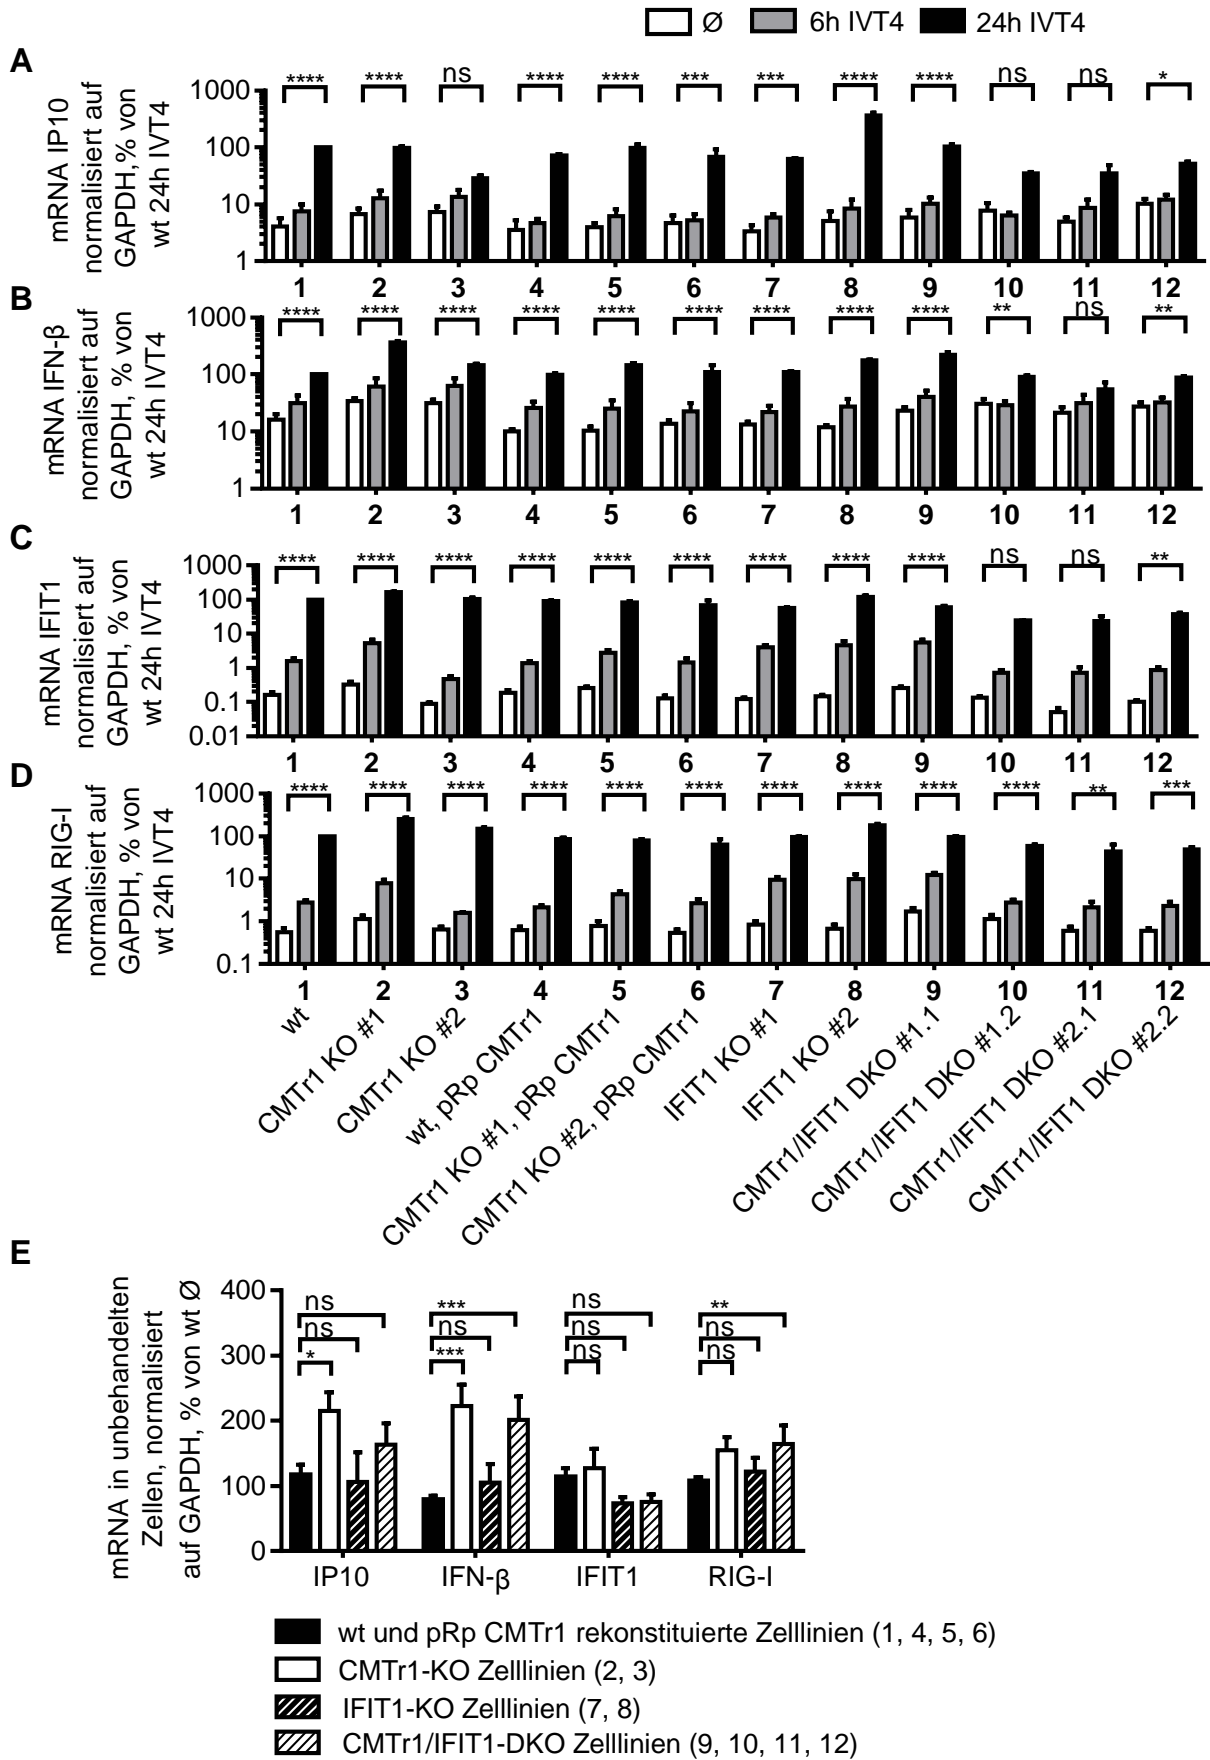 Ø 6h IVT4 24h IVT4
A
mRNA IP10
normalisiert auf
GAPDH,% von
wt 24h IVT4
**** **** ns **** **** *** *** **** **** ns ns *
1000
100
10
1
1 2 3 4 5 6 7 8 9 10 11 12
B
mRNA IFN-β
normalisiert auf
GAPDH, % von
wt 24h IVT4
**** **** **** **** **** **** **** **** **** ** ns **
1000
100
10
1
1 2 3 4 5 6 7 8 9 10 11 12
C
mRNA IFIT1
normalisiert auf
GAPDH, % von
wt 24h IVT4
**** **** **** **** **** **** **** **** **** ns ns **
1000
100
10
1
0.1
0.01
1 2 3 4 5 6 7 8 9 10 11 12
D
mRNA RIG-I
normalisiert auf
GAPDH, % von
wt 24h IVT4
**** **** **** **** **** **** **** **** **** **** ** ***
1000
100
10
1
0.1
1 2 3 4 5 6 7 8 9 10 11 12
wt
CMTr1 KO #1
CMTr1 KO #2
wt, pRp CMTr1
CMTr1 KO #1, pRp CMTr1
CMTr1 KO #2, pRp CMTr1
IFIT1 KO #1
IFIT1 KO #2
CMTr1/IFIT1 DKO #1.1
CMTr1/IFIT1 DKO #1.2
CMTr1/IFIT1 DKO #2.1
CMTr1/IFIT1 DKO #2.2
E
mRNA in unbehandelten
Zellen, normalisiert
auf GAPDH, % von wt Ø
400
300
200
100
0
ns *** ns **
ns ns ns ns
* *** ns ns
IP10 IFN-β IFIT1 RIG-I
wt und pRp CMTr1 rekonstituierte Zelllinien (1, 4, 5, 6)
CMTr1-KO Zelllinien (2, 3)
IFIT1-KO Zelllinien (7, 8)
CMTr1/IFIT1-DKO Zelllinien (9, 10, 11, 12)